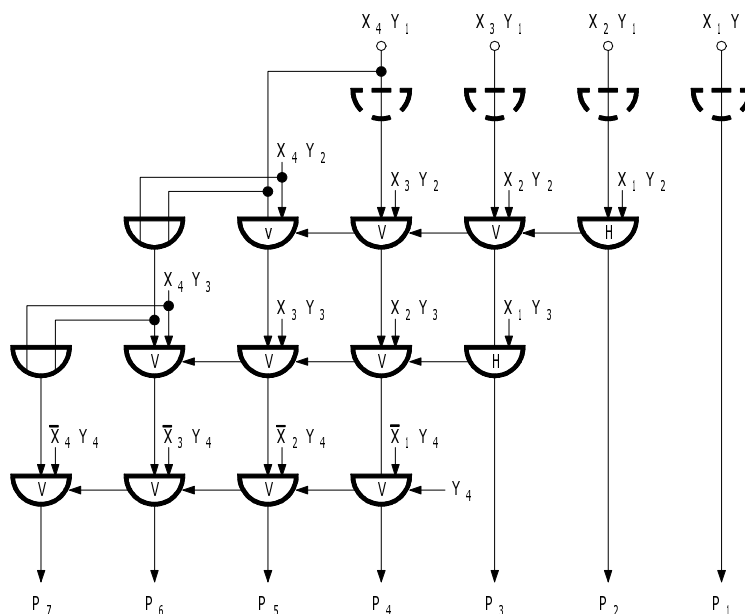 X4 Y1 X3 Y1 X2 Y1 X1 Y
X4 Y2
X3 Y2 X2 Y2 X1 Y2
v V V H
X4 Y3
X3 Y3 X2 Y3 X1 Y3
V V V H
X̅4 Y4 X̅3 Y4 X̅2 Y4 X̅1 Y4
V V V V Y4
P7 P6 P5 P4 P3 P2 P1